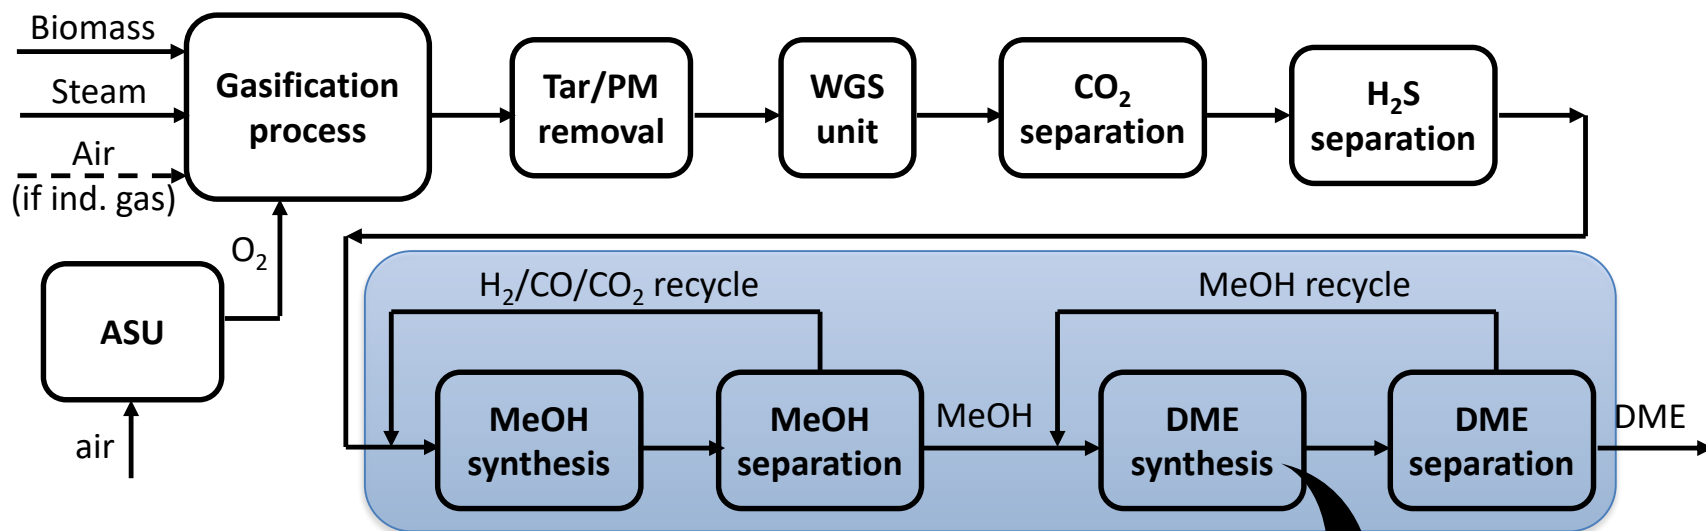 Biomass
Steam
Air
(if ind. gas)
Gasification
process
Tar/PM
removal
WGS
unit
CO₂
separation
H₂S
separation
O₂
ASU
air
H₂/CO/CO₂ recycle
MeOH recycle
MeOH
synthesis
MeOH
separation
MeOH
DME
synthesis
DME
separation
DME